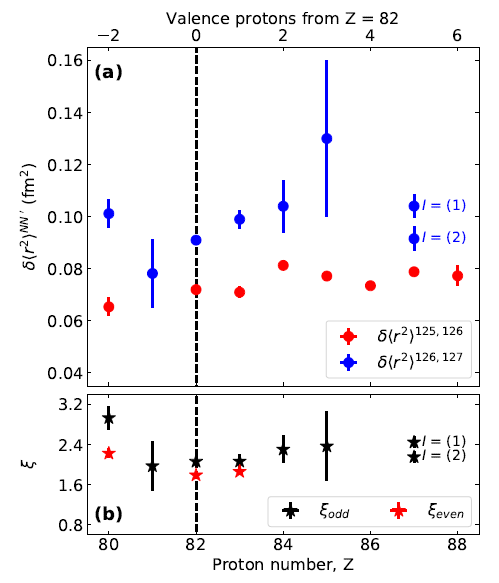 Valence protons from Z = 82
−2 0 2 4 6
(a)
0.16
0.14
0.12
0.10
0.08
0.06
0.04
δ⟨r²⟩ᴺᴺ′ (fm²)
I = (1)
I = (2)
δ⟨r²⟩¹²⁵,¹²⁶
δ⟨r²⟩¹²⁶,¹²⁷
3.2
2.4
1.6
0.8
ξ
I = (1)
I = (2)
(b)
ξodd ξeven
80 82 84 86 88
Proton number, Z